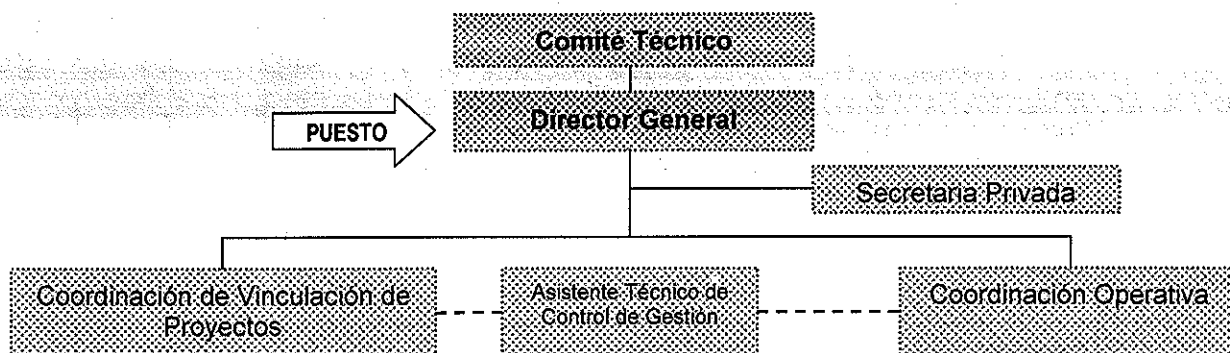 Comité Técnico
PUESTO
Director General
Secretaria Privada
Coordinación de Vinculación de
Proyectos
Asistente Técnico de
Control de Gestión
Coordinación Operativa